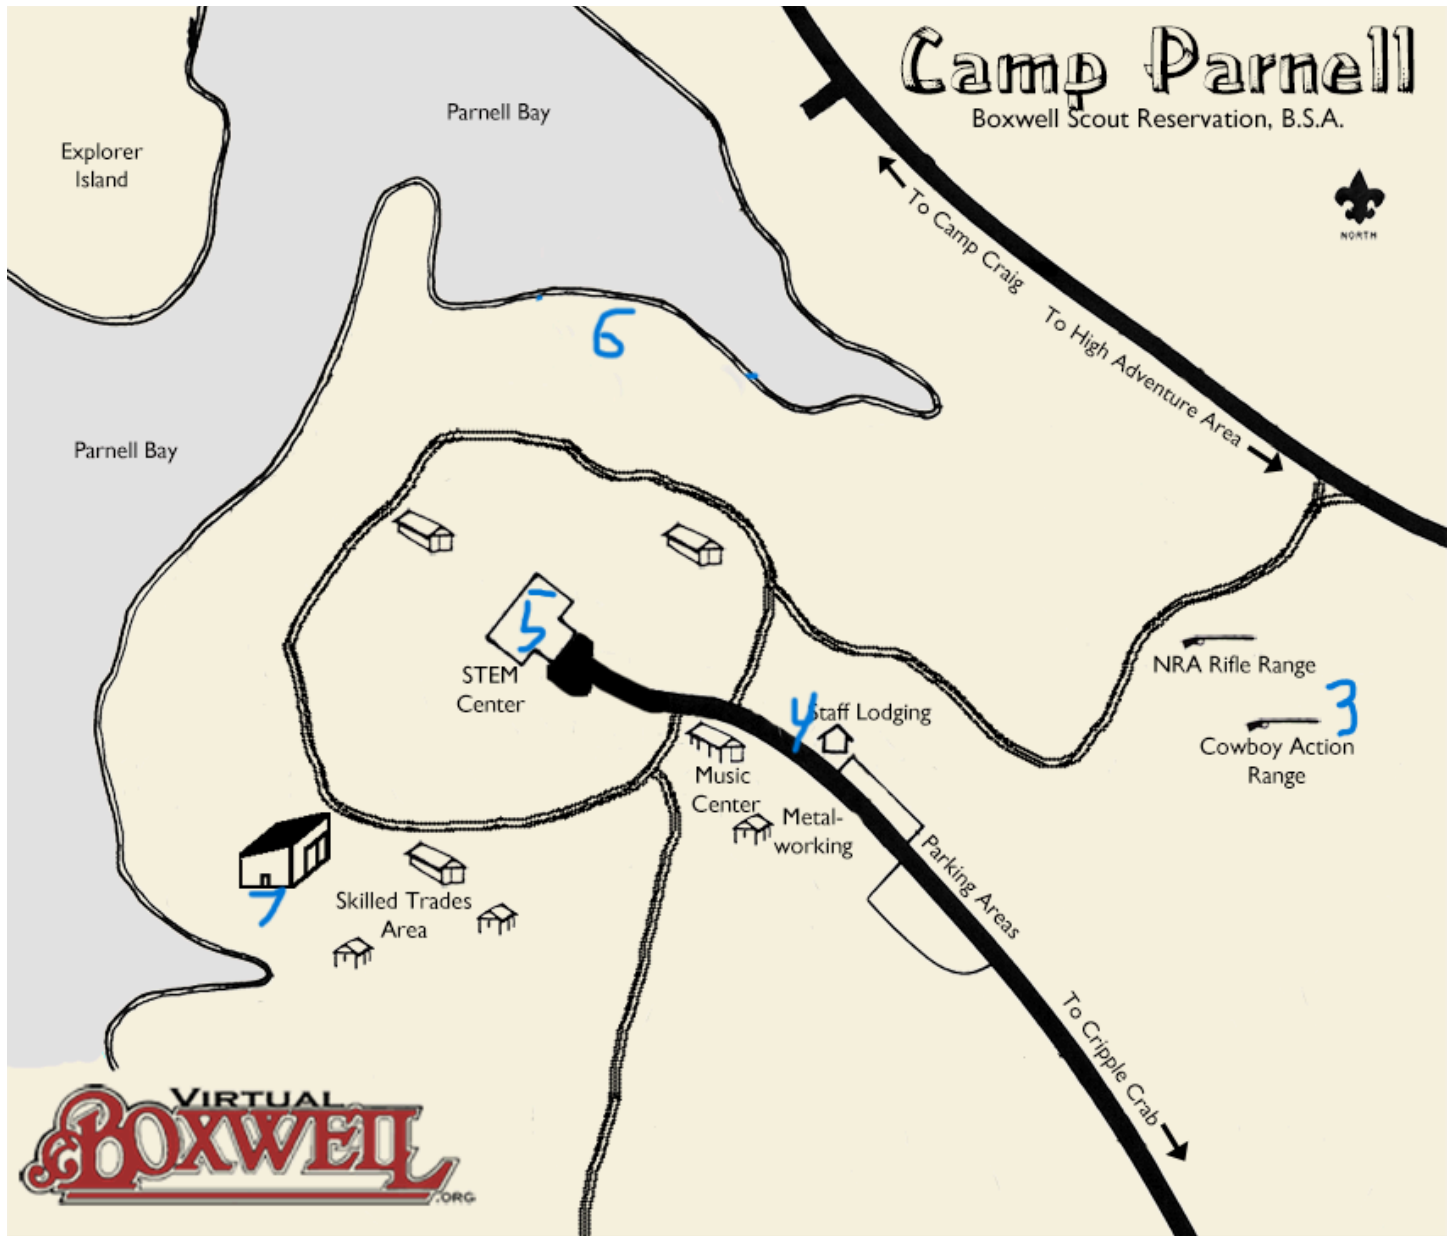 Camp Parnell
Boxwell Scout Reservation, B.S.A.
Parnell Bay
Explorer
Island
NORTH
To Camp Craig
To High Adventure Area
6
Parnell Bay
5
STEM
Center
NRA Rifle Range
3
Cowboy Action
Range
4
Staff Lodging
Music
Center
Metal-
working
Parking Areas
7
Skilled Trades
Area
To Cripple Crab
VIRTUAL
BOXWELL
.ORG